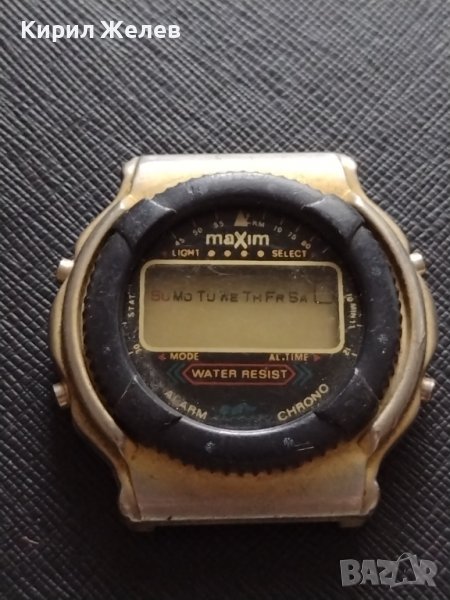 Кирил Желев
maxim
LIGHT SELECT
SU MO TU WE TH FR SA
MODE AL.TIME
WATER RESIST
ALARM CHRONO
BAZAR